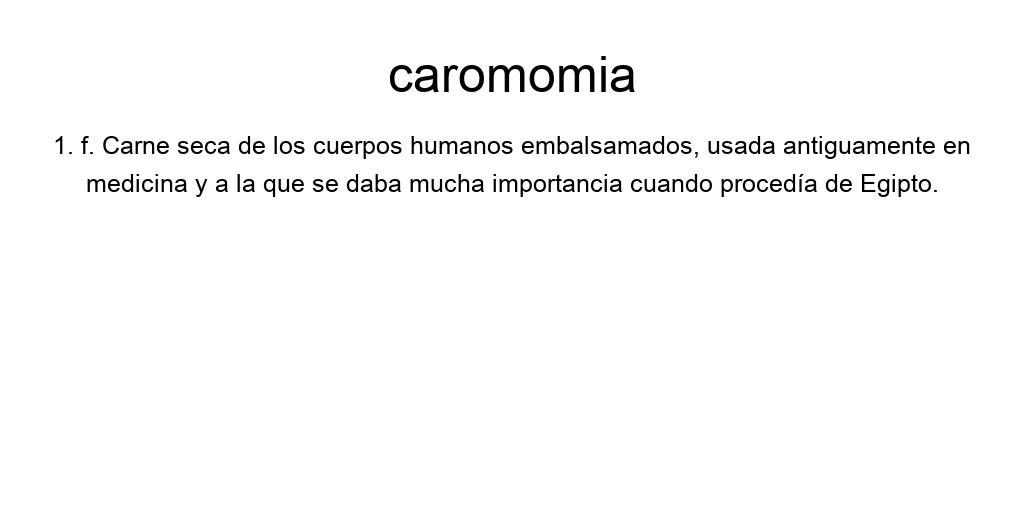 caromomia
1. f. Carne seca de los cuerpos humanos embalsamados, usada antiguamente en
medicina y a la que se daba mucha importancia cuando procedía de Egipto.